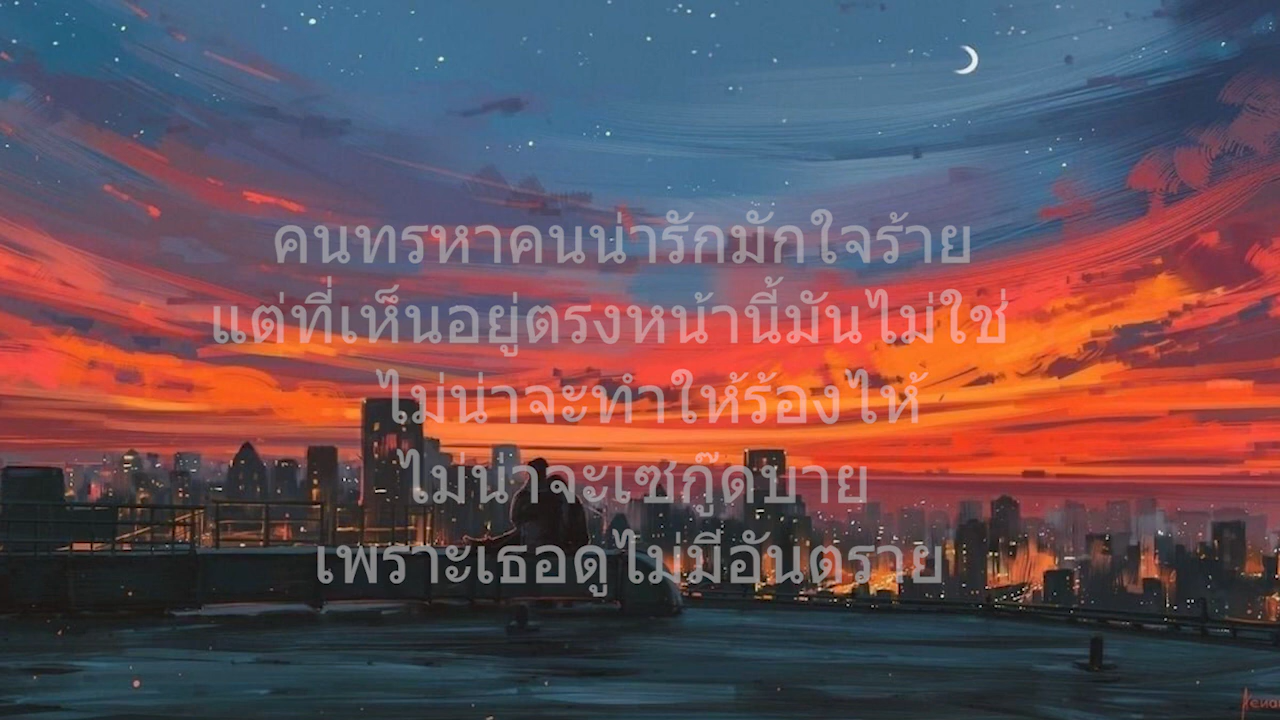 คนทรหาคนน่ารักมักใจร้าย
แต่ที่เห็นอยู่ตรงหน้านี้มันไม่ใช่
ไม่น่าจะทำให้ร้องไห้
ไม่น่าจะเซกู๊ดบาย
เพราะเธอดูไม่มีอันตราย